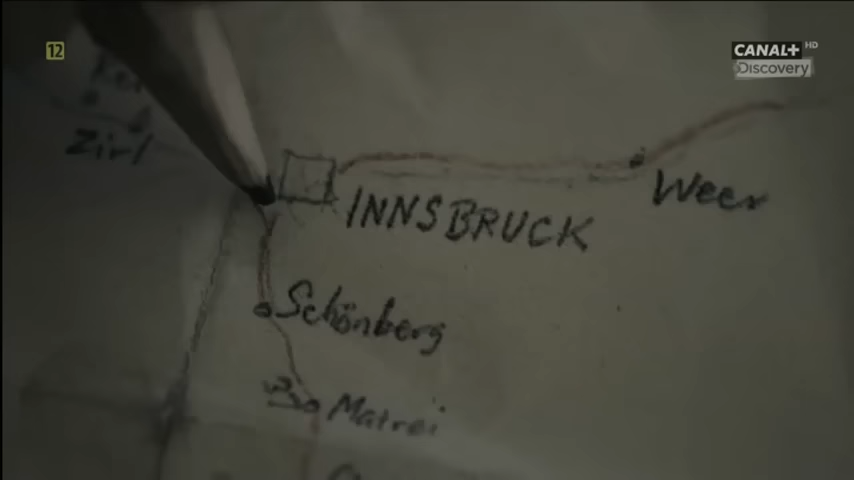 12
CANAL+ HD
Discovery
Zirl
INNSBRUCK
Weer
Schönberg
Matrei